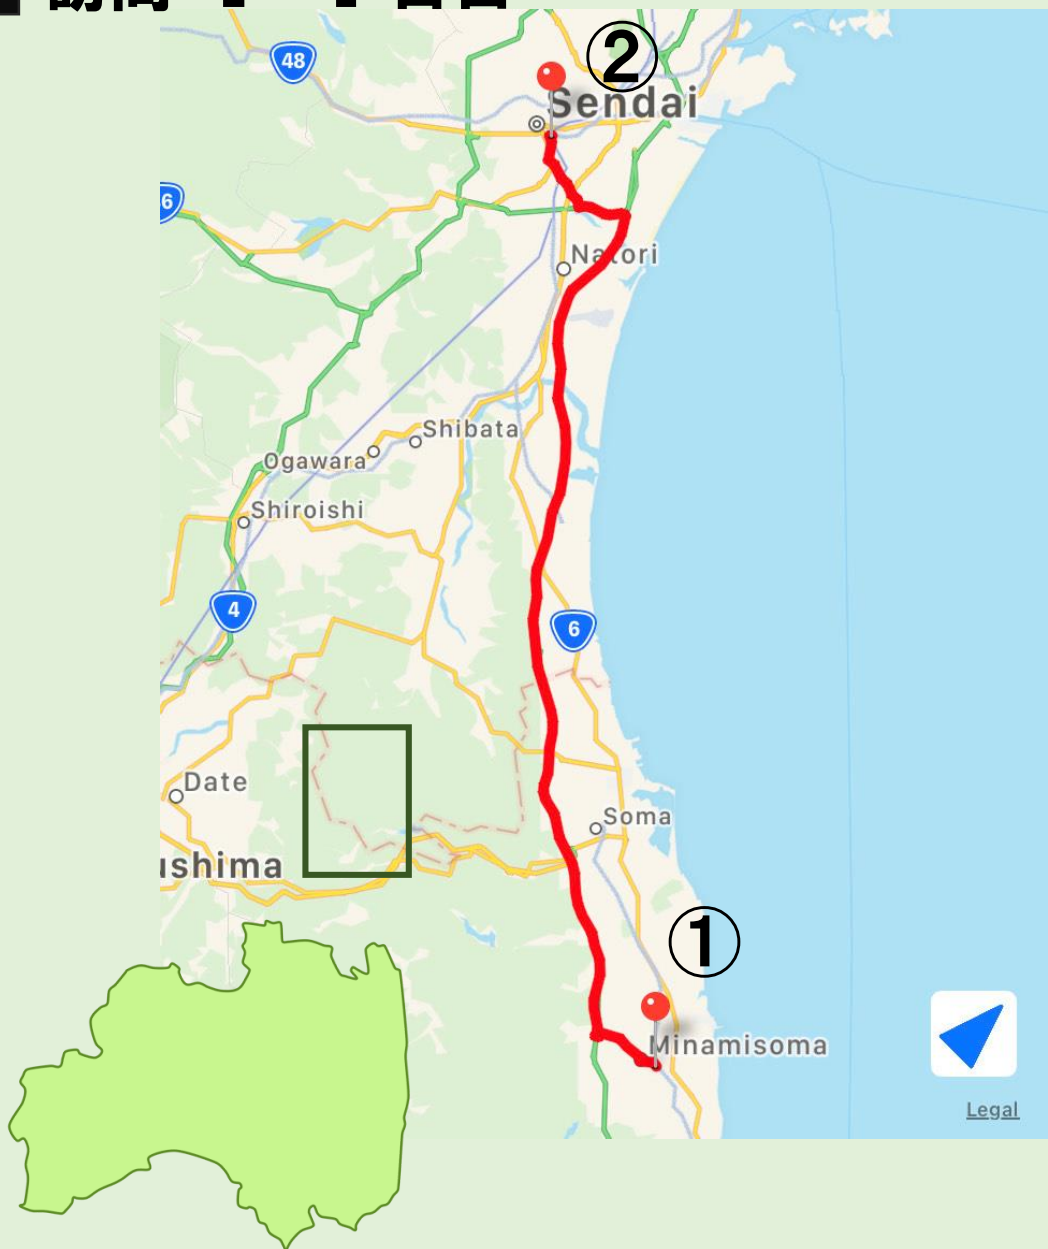 48
②
Sendai
6
Natori
Shibata
Ogawara
Shiroishi
4
6
Date
Soma
ushima
①
Minamisoma
Legal